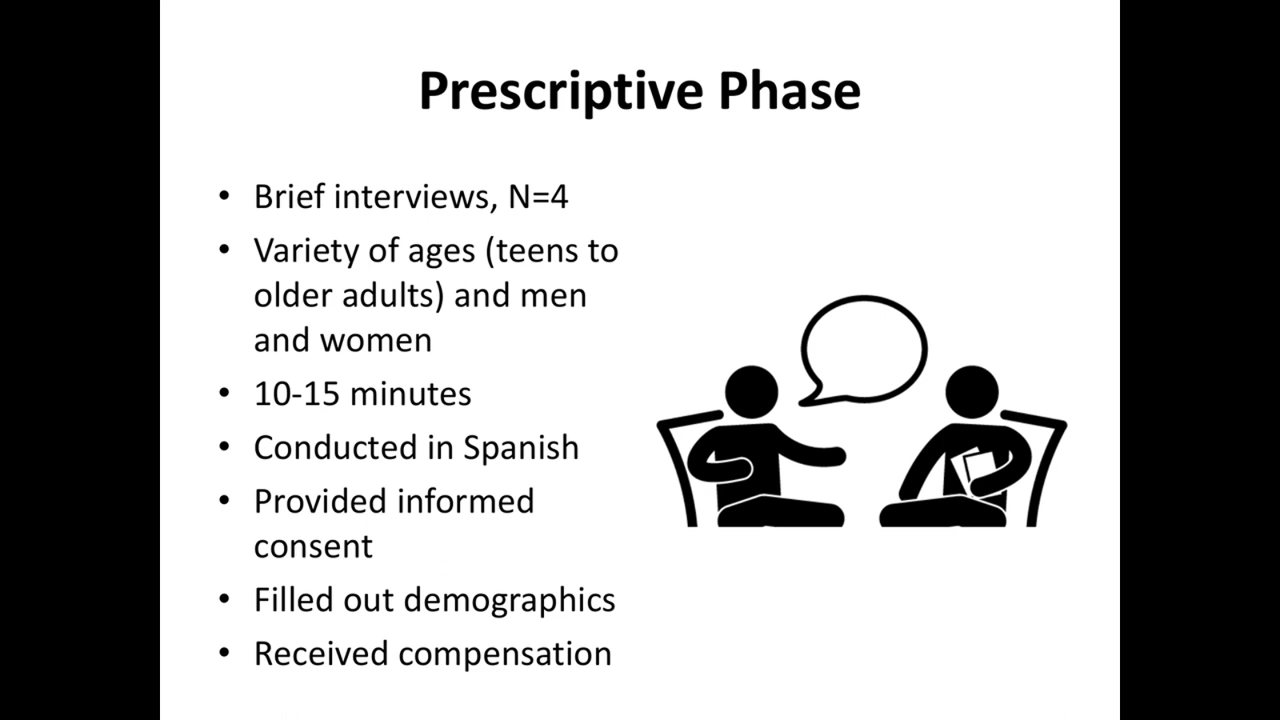 Prescriptive Phase
• Brief interviews, N=4
• Variety of ages (teens to
older adults) and men
and women
• 10-15 minutes
• Conducted in Spanish
• Provided informed
consent
• Filled out demographics
• Received compensation